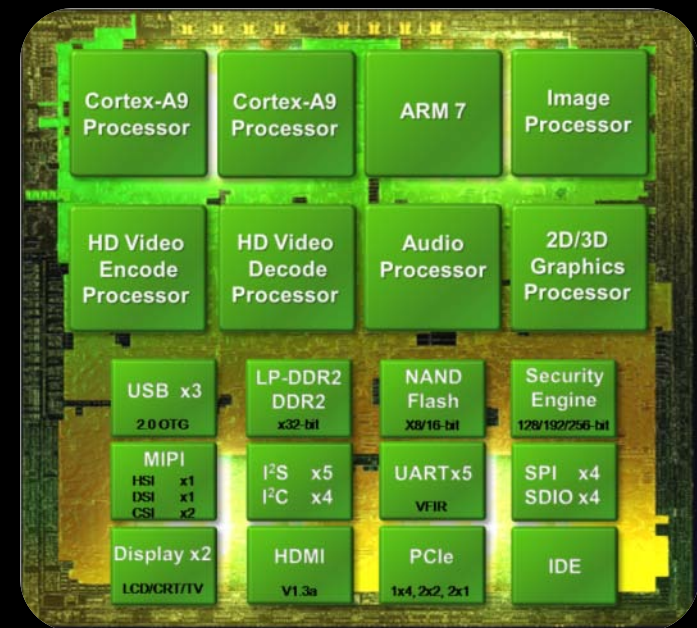 Cortex-A9
Processor
Cortex-A9
Processor
ARM 7
Image
Processor
HD Video
Encode
Processor
HD Video
Decode
Processor
Audio
Processor
2D/3D
Graphics
Processor
USB x3
2.0 OTG
LP-DDR2
DDR2
x32-bit
NAND
Flash
X8/16-bit
Security
Engine
128/192/256-bit
MIPI
HSI x1
DSI x1
CSI x2
I²S x5
I²C x4
UARTx5
VFIR
SPI x4
SDIO x4
Display x2
LCD/CRT/TV
HDMI
V1.3a
PCIe
1x4, 2x2, 2x1
IDE